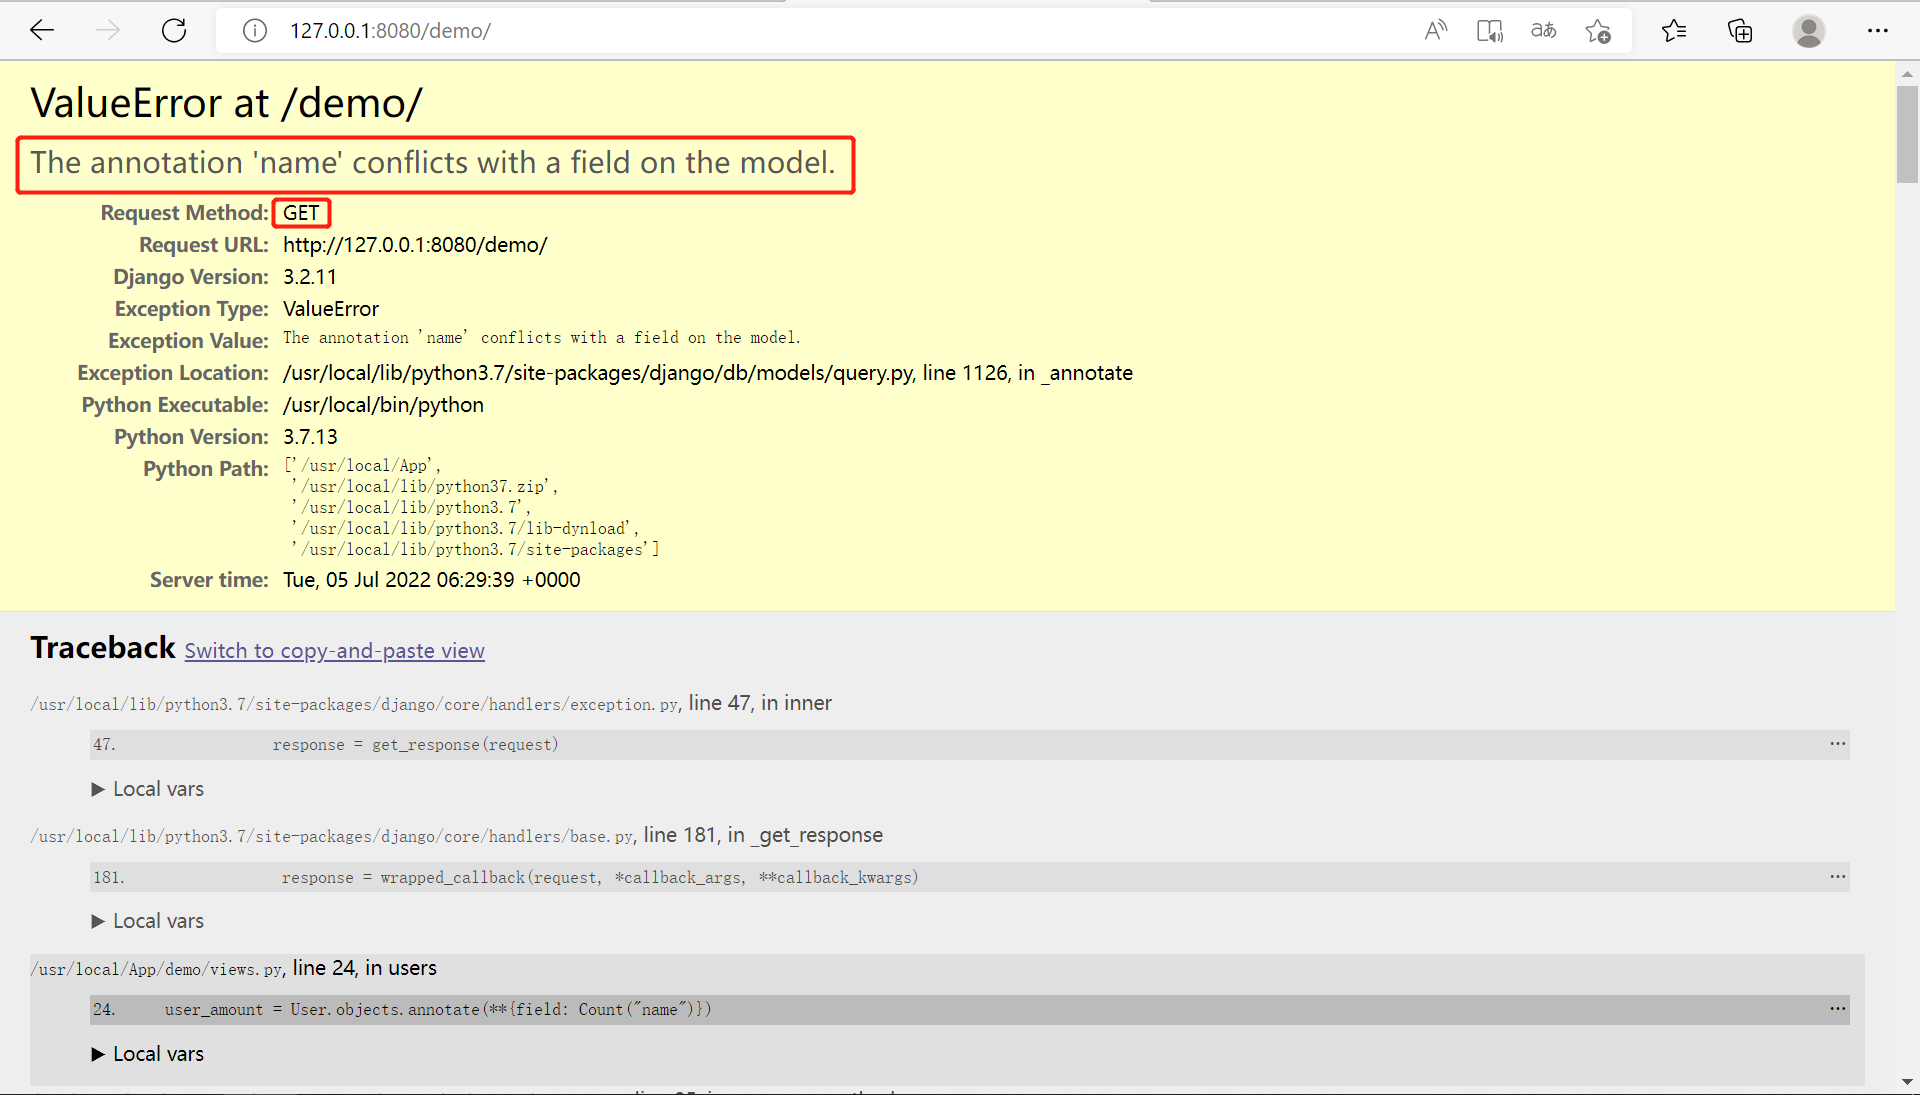 127.0.0.1:8080/demo/
ValueError at /demo/
The annotation 'name' conflicts with a field on the model.
Request Method: GET
Request URL: http://127.0.0.1:8080/demo/
Django Version: 3.2.11
Exception Type: ValueError
Exception Value: The annotation 'name' conflicts with a field on the model.
Exception Location: /usr/local/lib/python3.7/site-packages/django/db/models/query.py, line 1126, in _annotate
Python Executable: /usr/local/bin/python
Python Version: 3.7.13
Python Path: ['/usr/local/App',
'/usr/local/lib/python37.zip',
'/usr/local/lib/python3.7',
'/usr/local/lib/python3.7/lib-dynload',
'/usr/local/lib/python3.7/site-packages']
Server time: Tue, 05 Jul 2022 06:29:39 +0000
Traceback Switch to copy-and-paste view
/usr/local/lib/python3.7/site-packages/django/core/handlers/exception.py, line 47, in inner
47. response = get_response(request) ...
▶ Local vars
/usr/local/lib/python3.7/site-packages/django/core/handlers/base.py, line 181, in _get_response
181. response = wrapped_callback(request, *callback_args, **callback_kwargs) ...
▶ Local vars
/usr/local/App/demo/views.py, line 24, in users
24. user_amount = User.objects.annotate(**{field: Count("name")}) ...
▶ Local vars